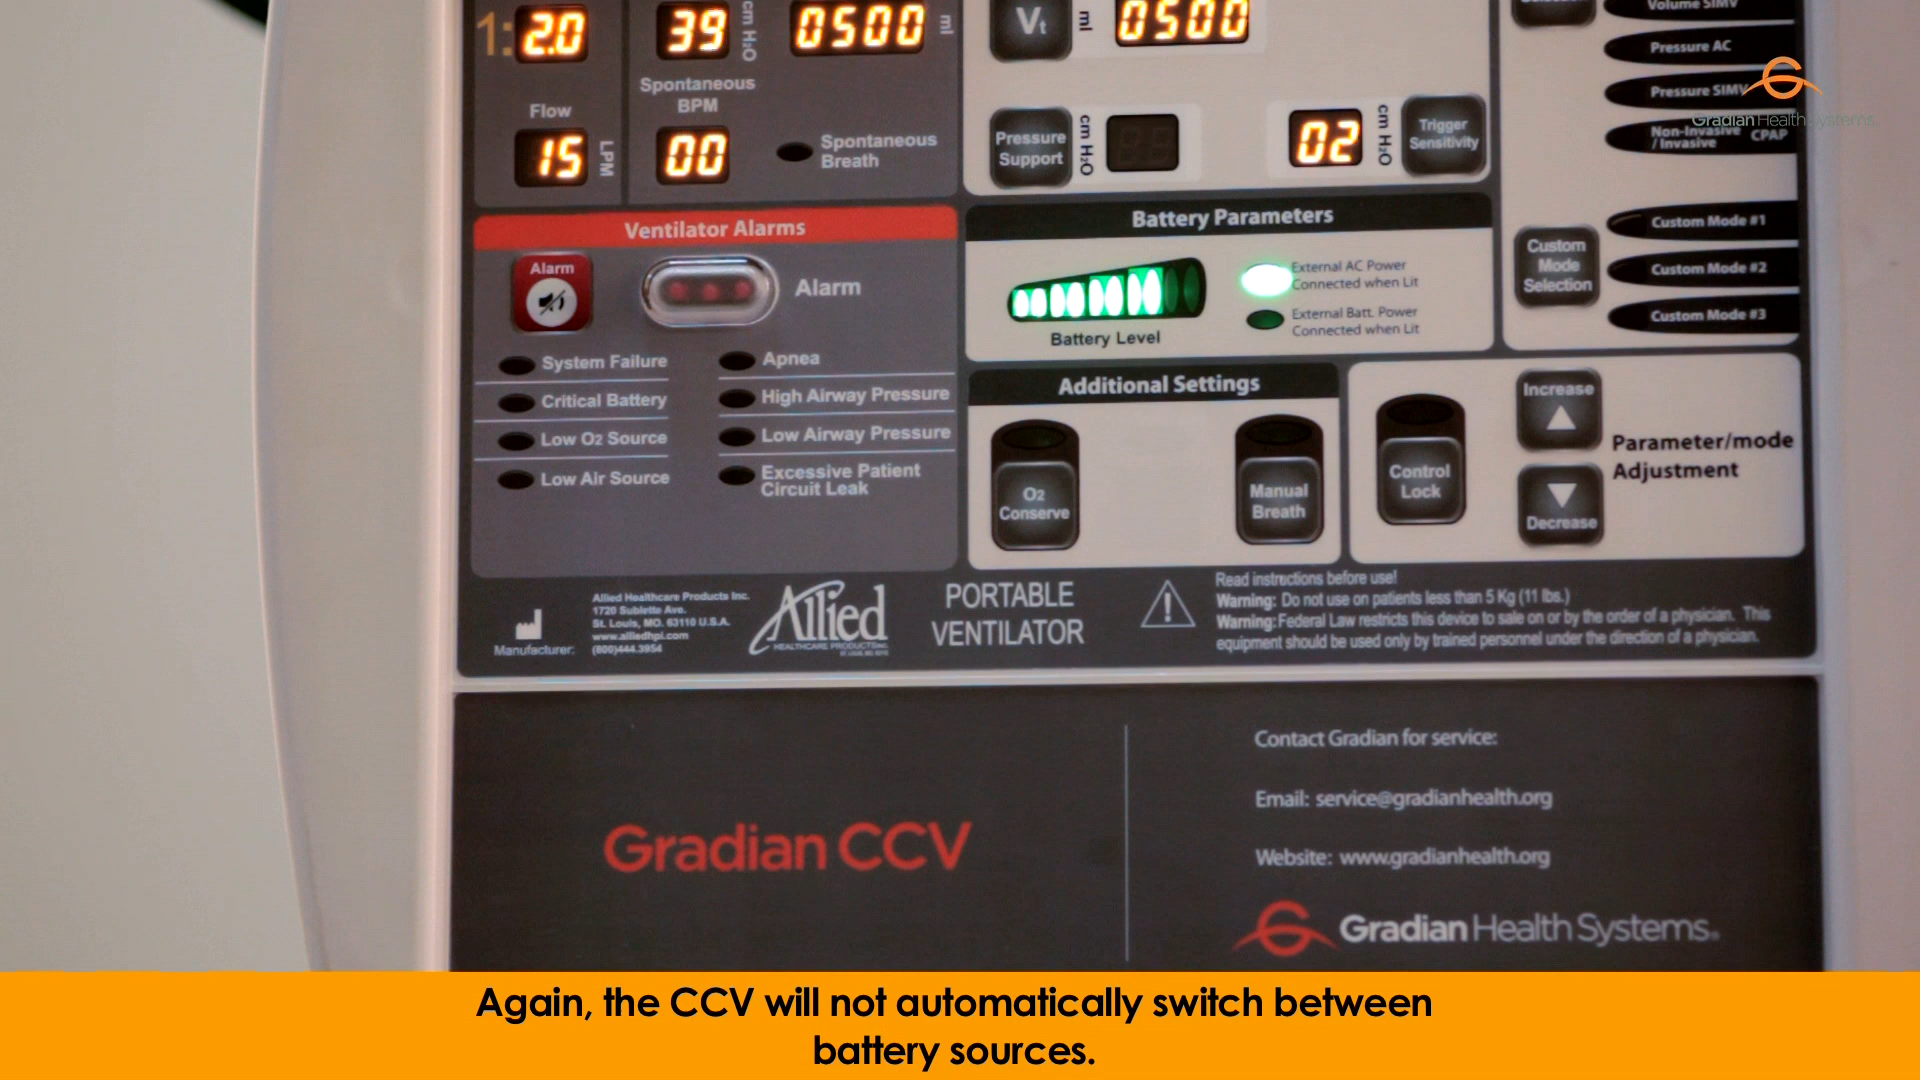 1: 2.0
39 cm H₂O
0500 ml
Flow
15 LPM
Spontaneous
BPM
00
Spontaneous
Breath
Vt ml 0500
Pressure
Support
cm H₂O
02 cm H₂O
Trigger
Sensitivity
Volume SIMV
Pressure AC
Pressure SIMV
Non-Invasive
/ Invasive CPAP
Gradian Health Systems
Custom
Mode
Selection
Custom Mode #1
Custom Mode #2
Custom Mode #3
Ventilator Alarms
Alarm
Alarm
System Failure
Critical Battery
Low O2 Source
Low Air Source
Apnea
High Airway Pressure
Low Airway Pressure
Excessive Patient
Circuit Leak
Battery Parameters
Battery Level
External AC Power
Connected when Lit
External Batt. Power
Connected when Lit
Additional Settings
O2
Conserve
Manual
Breath
Control
Lock
Increase
Decrease
Parameter/mode
Adjustment
Manufacturer:
Allied Healthcare Products Inc.
1720 Sublette Ave.
St. Louis, MO. 63110 U.S.A.
www.alliedhpi.com
(800)444.3954
Allied
HEALTHCARE PRODUCTS INC.
PORTABLE
VENTILATOR
Read instructions before use!
Warning: Do not use on patients less than 5 Kg (11 lbs.)
Warning: Federal Law restricts this device to sale on or by the order of a physician. This
equipment should be used only by trained personnel under the direction of a physician.
Gradian CCV
Contact Gradian for service:
Email: service@gradianhealth.org
Website: www.gradianhealth.org
Gradian Health Systems®
Again, the CCV will not automatically switch between
battery sources.